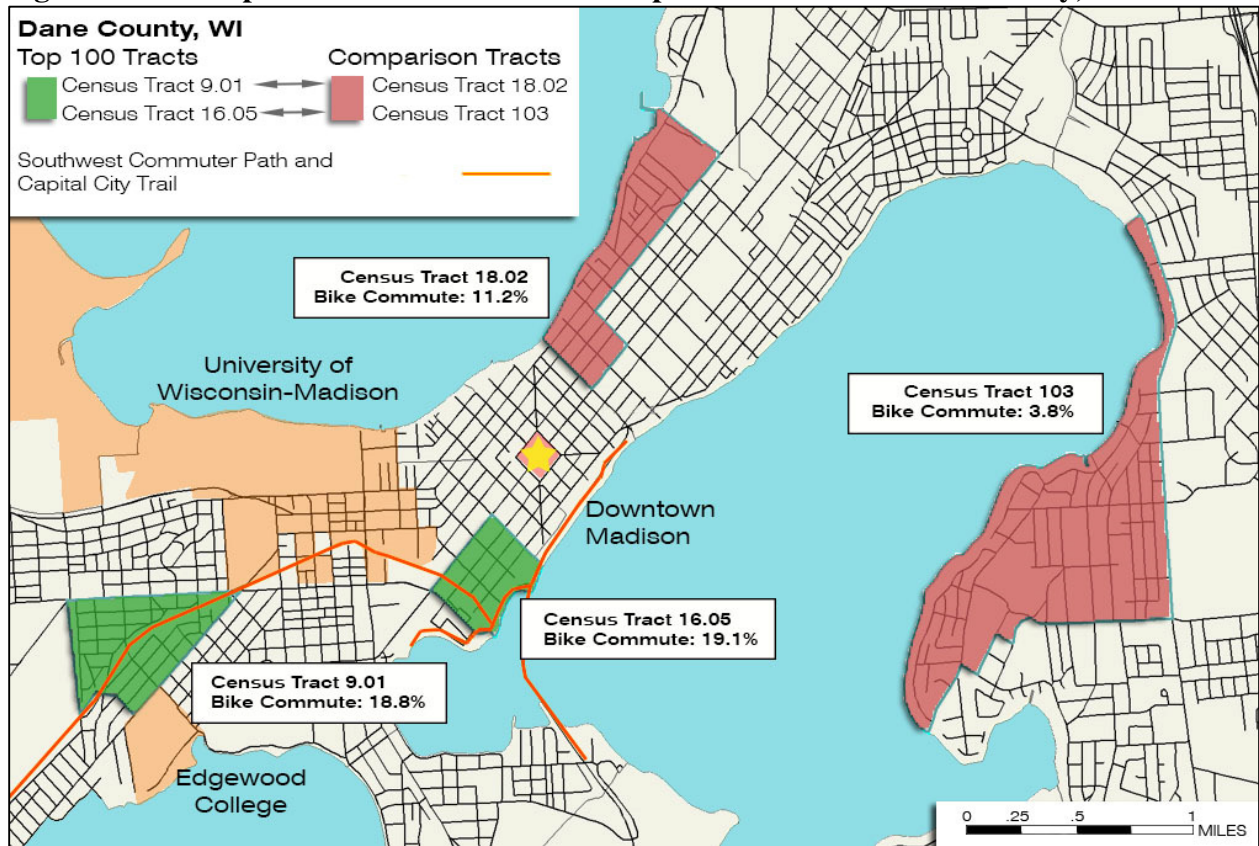 Dane County, WI
Top 100 Tracts
Comparison Tracts
Census Tract 9.01
Census Tract 18.02
Census Tract 16.05
Census Tract 103
Southwest Commuter Path and
Capital City Trail
Census Tract 18.02
Bike Commute: 11.2%
University of
Wisconsin-Madison
Census Tract 103
Bike Commute: 3.8%
Downtown
Madison
Census Tract 16.05
Bike Commute: 19.1%
Census Tract 9.01
Bike Commute: 18.8%
Edgewood
College
0 .25 .5 1
MILES